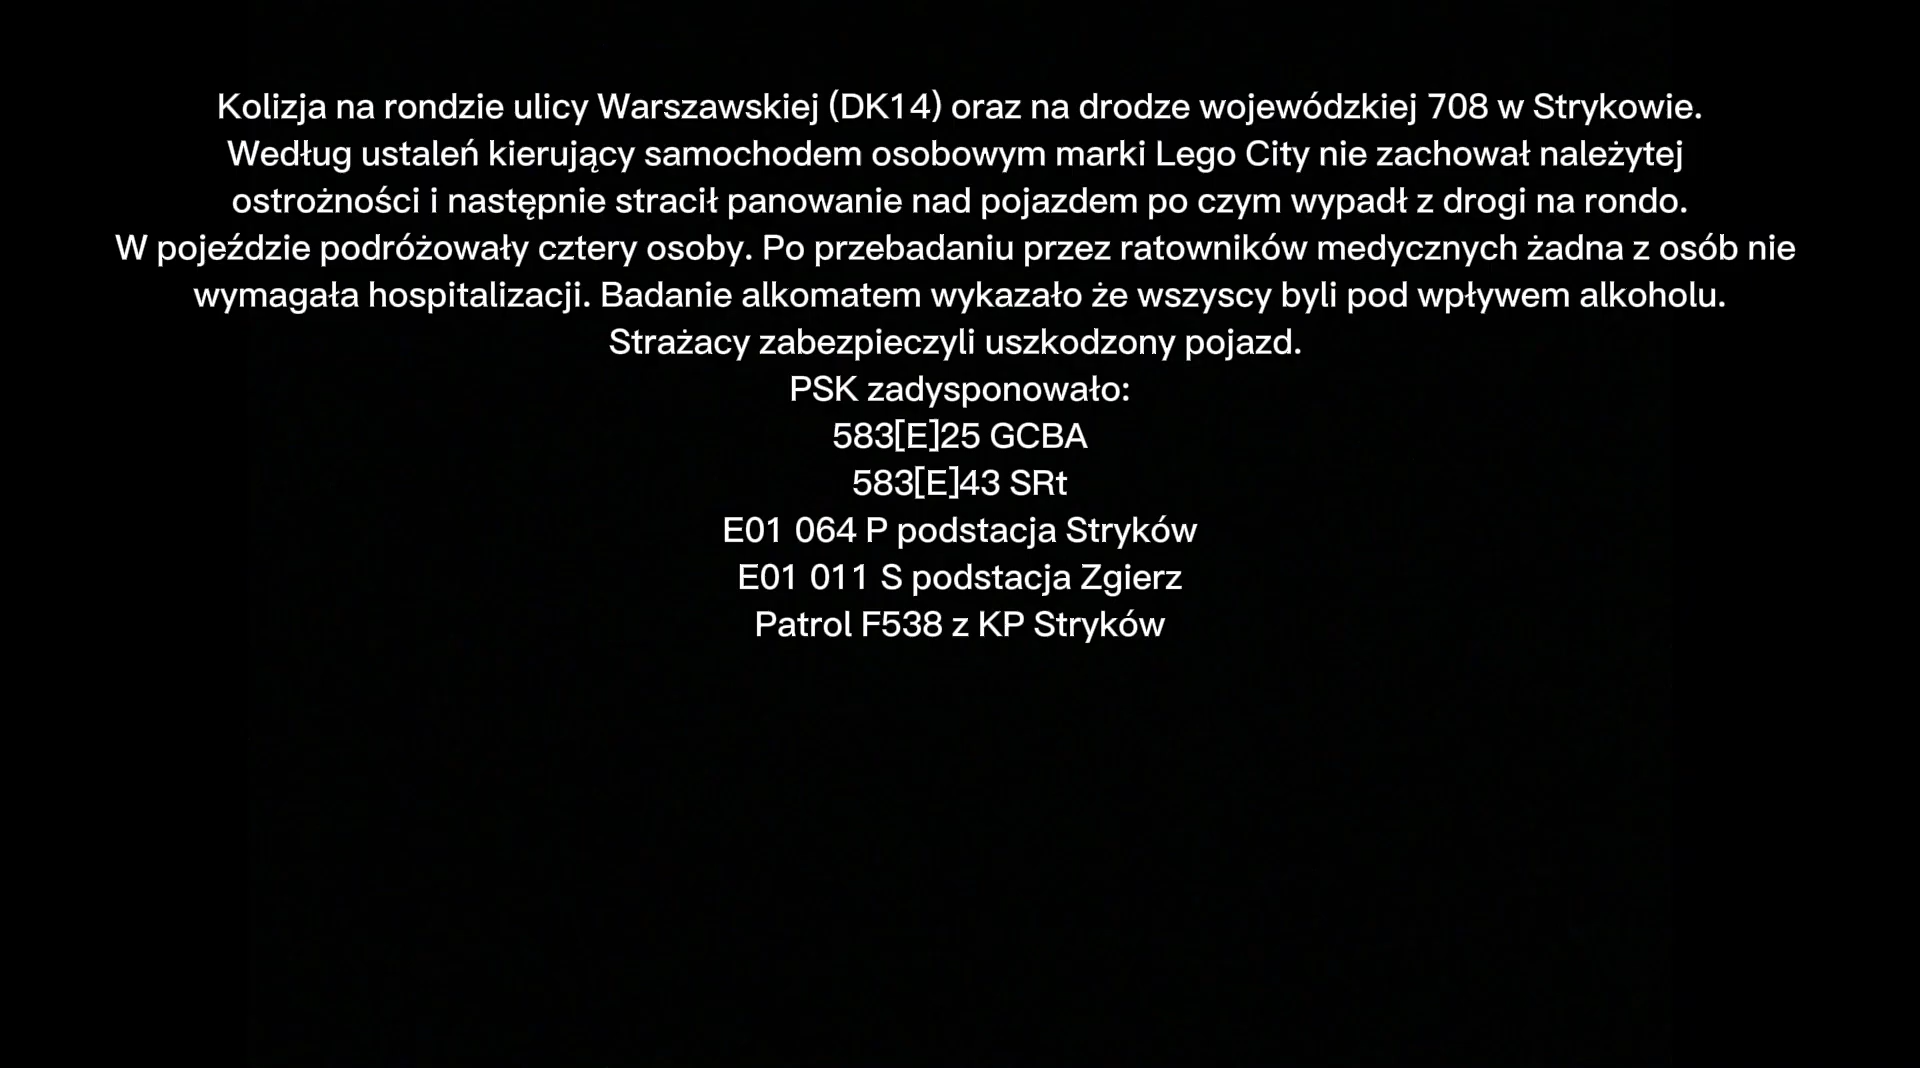 Kolizja na rondzie ulicy Warszawskiej (DK14) oraz na drodze wojewódzkiej 708 w Strykowie.
Według ustaleń kierujący samochodem osobowym marki Lego City nie zachował należytej
ostrożności i następnie stracił panowanie nad pojazdem po czym wypadł z drogi na rondo.
W pojeździe podróżowały cztery osoby. Po przebadaniu przez ratowników medycznych żadna z osób nie
wymagała hospitalizacji. Badanie alkomatem wykazało że wszyscy byli pod wpływem alkoholu.
Strażacy zabezpieczyli uszkodzony pojazd.
PSK zadysponowało:
583[E]25 GCBA
583[E]43 SRt
E01 064 P podstacja Stryków
E01 011 S podstacja Zgierz
Patrol F538 z KP Stryków